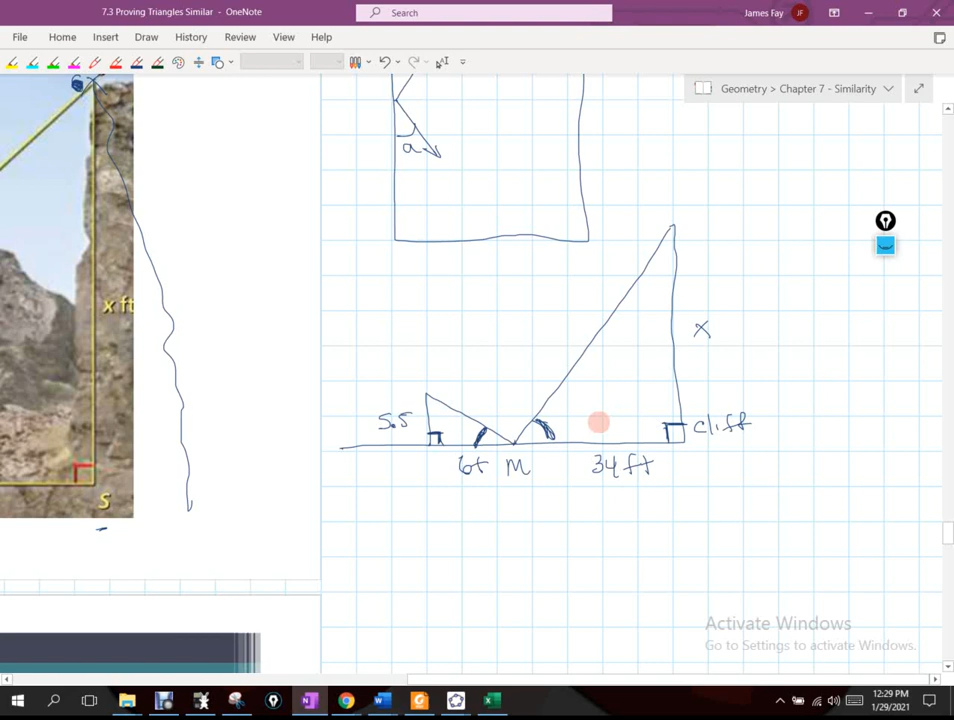 7.3 Proving Triangles Similar - OneNote
Search
James Fay
JF
File Home Insert Draw History Review View Help
Geometry > Chapter 7 - Similarity
a
x ft
x
5.5
cliff
6ft M 34 ft
S
Activate Windows
Go to Settings to activate Windows.
12:29 PM
1/29/2021